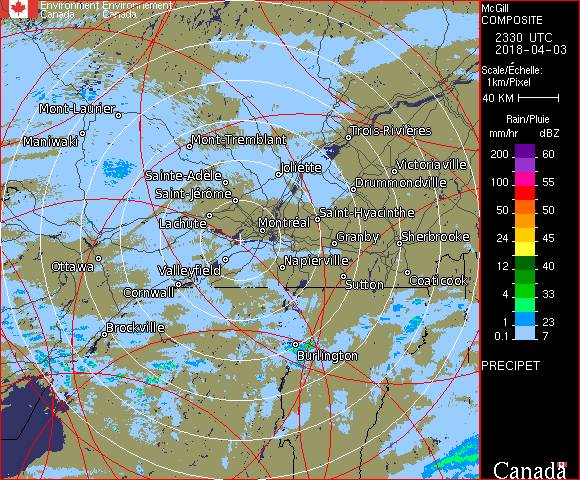 Environment Environnement
Canada Canada
Mont-Laurier
Maniwaki
Mont-Tremblant
Trois-Rivières
Sainte-Adèle
Joliette
Victoriaville
Saint-Jérôme
Drummondville
Lachute
Montréal
Saint-Hyacinthe
Granby
Sherbrooke
Ottawa
Valleyfield
Napierville
Cornwall
Sutton
Coaticook
Brockville
Burlington
McGill
COMPOSITE
2330 UTC
2018-04-03
Scale/Échelle:
1km/Pixel
40 KM
Rain/Pluie
mm/hr dBZ
200 60
100 55
50 50
24 45
12 40
4 33
1 23
0.1 7
PRECIPET
Canada